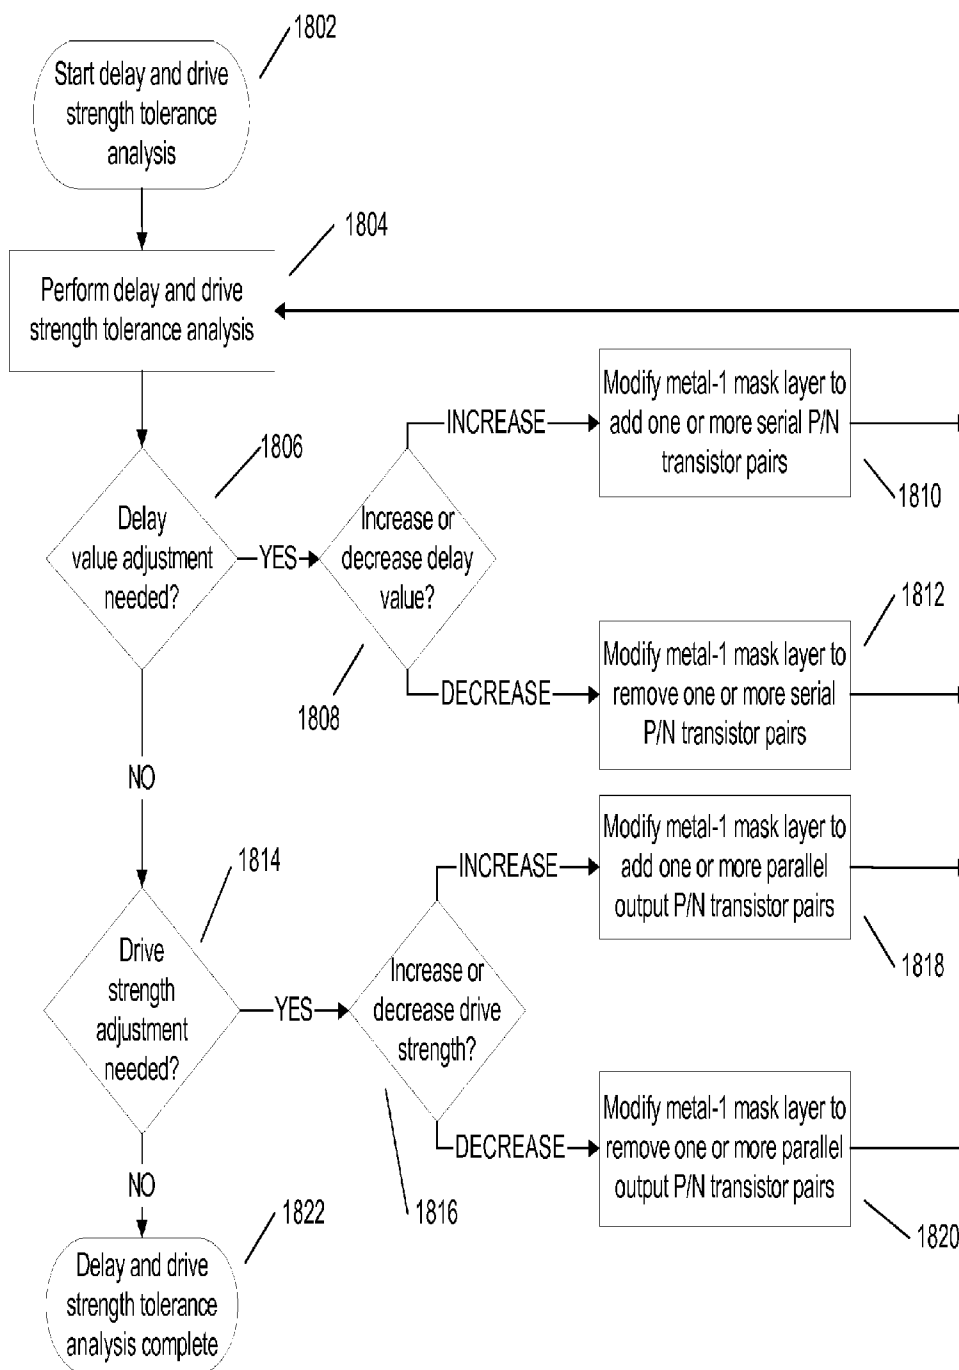 1802
Start delay and drive
strength tolerance
analysis
1804
Perform delay and drive
strength tolerance analysis
Modify metal-1 mask layer to
add one or more serial P/N
transistor pairs
INCREASE
1806
1810
Delay
value adjustment
needed?
YES
Increase or
decrease delay
value?
1812
1808
DECREASE
Modify metal-1 mask layer to
remove one or more serial
P/N transistor pairs
NO
1814
INCREASE
Modify metal-1 mask layer to
add one or more parallel
output P/N transistor pairs
1818
Drive
strength
adjustment
needed?
YES
Increase or
decrease drive
strength?
DECREASE
Modify metal-1 mask layer to
remove one or more parallel
output P/N transistor pairs
NO
1822
1816
1820
Delay and drive
strength tolerance
analysis complete